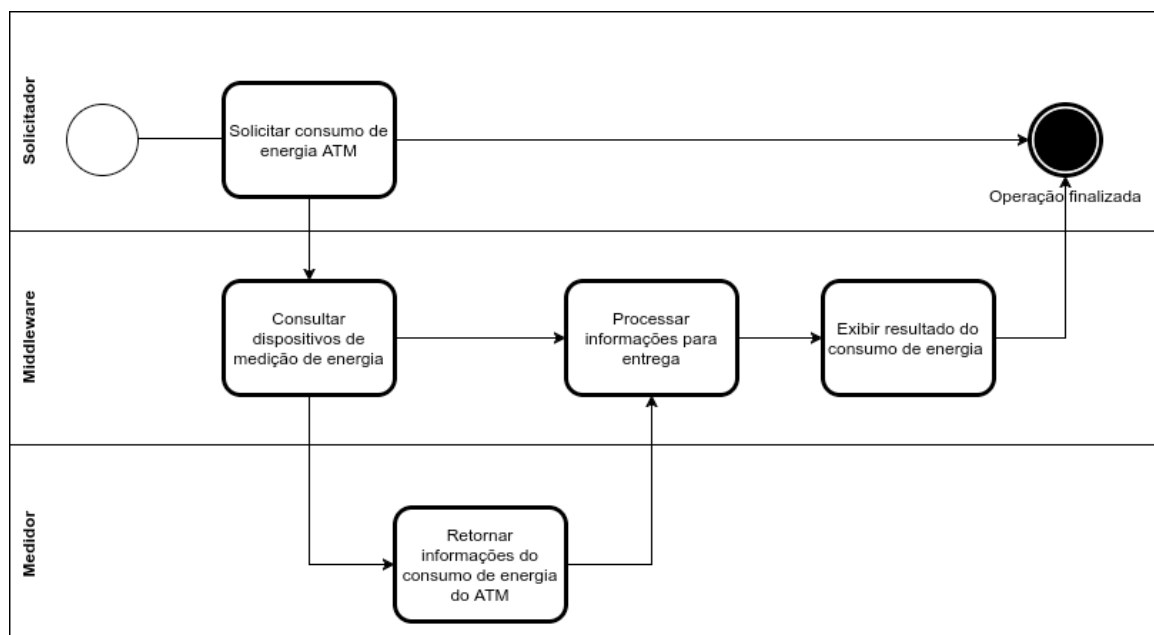 Solicitador
Solicitar consumo de
energia ATM
Operação finalizada
Middleware
Consultar
dispositivos de
medição de energia
Processar
informações para
entrega
Exibir resultado do
consumo de energia
Medidor
Retornar
informações do
consumo de energia
do ATM